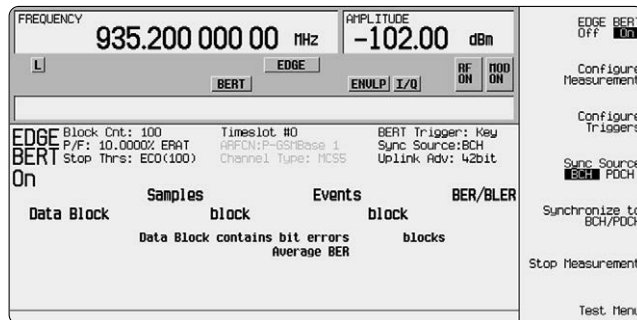 FREQUENCY
935.200 000 00 MHz
AMPLITUDE
-102.00 dBm
L
EDGE
BERT
ENVLP
I/Q
RF ON
MOD ON
EDGE BERT On
Block Cnt: 100
P/F: 10.0000% ERAT
Stop Thrs: ECO(100)
Timeslot #0
ARFCN:P-GSMBase 1
Channel Type: MCS5
BERT Trigger: Key
Sync Source:BCH
Uplink Adv: 42bit
Samples Events BER/BLER
Data Block block block
Data Block contains bit errors blocks
Average BER
EDGE BERT
Off On
Configure
Measurement
Configure
Triggers
Sync Source
BCH PDCH
Synchronize to
BCH/PDCH
Stop Measurement
Test Menu